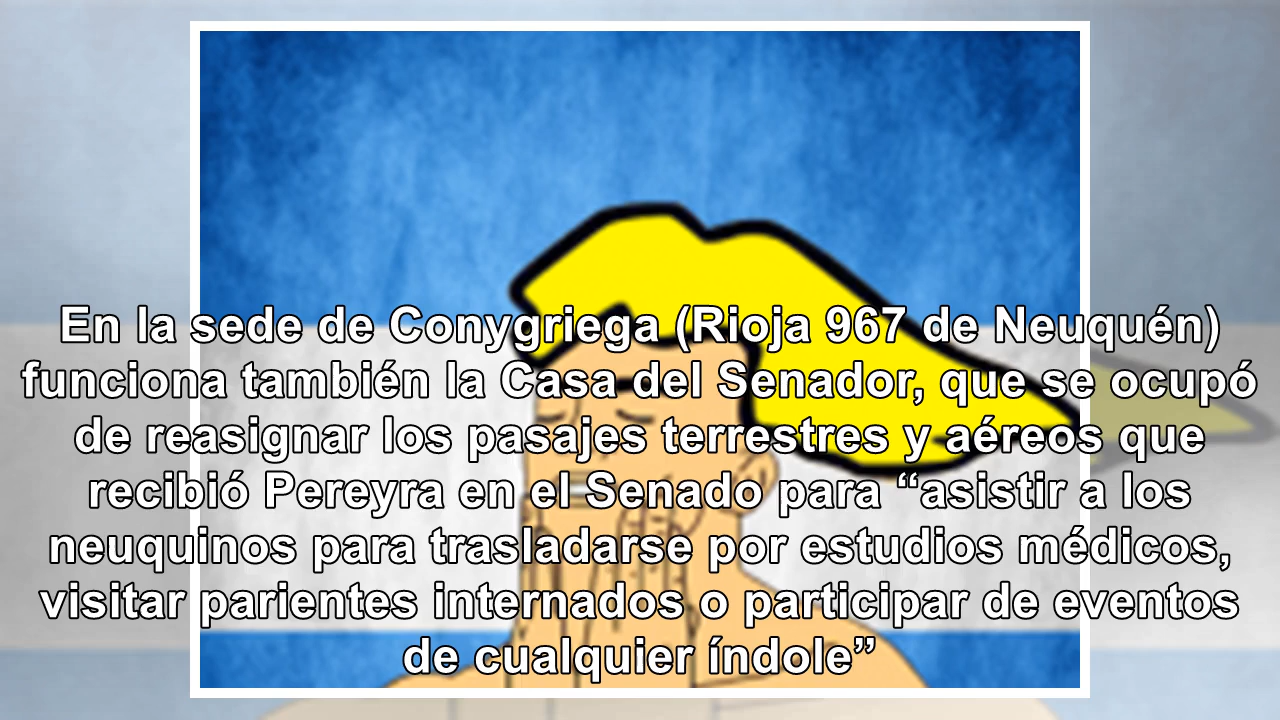 En la sede de Conygriega (Rioja 967 de Neuquén)
funciona también la Casa del Senador, que se ocupó
de reasignar los pasajes terrestres y aéreos que
recibió Pereyra en el Senado para “asistir a los
neuquinos para trasladarse por estudios médicos,
visitar parientes internados o participar de eventos
de cualquier índole”